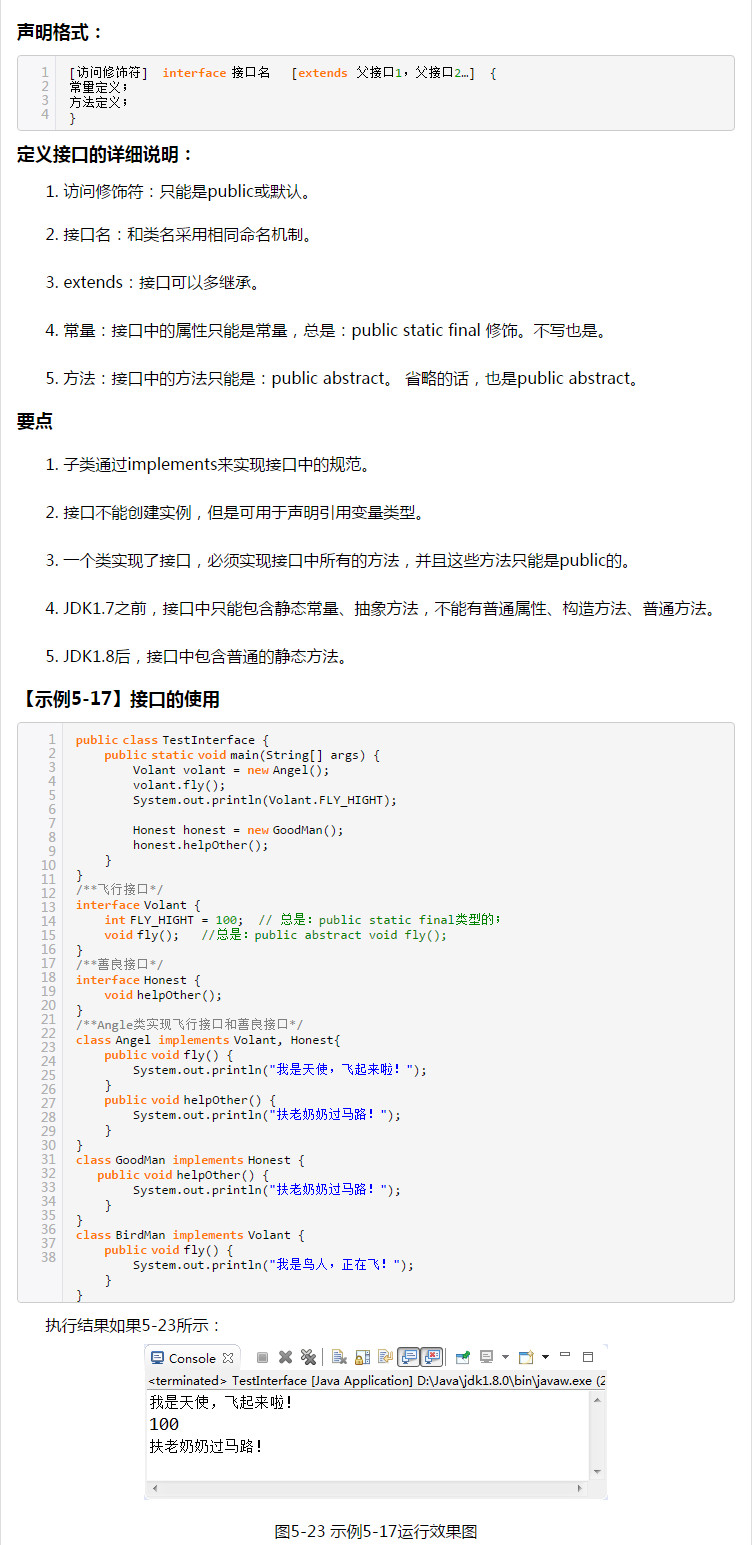 声明格式：
1 [访问修饰符]  interface 接口名  [extends 父接口1，父接口2…]  {
2 常量定义；
3 方法定义；
4 }
定义接口的详细说明：
1. 访问修饰符：只能是public或默认。
2. 接口名：和类名采用相同命名机制。
3. extends：接口可以多继承。
4. 常量：接口中的属性只能是常量，总是：public static final 修饰。不写也是。
5. 方法：接口中的方法只能是：public abstract。 省略的话，也是public abstract。
要点
1. 子类通过implements来实现接口中的规范。
2. 接口不能创建实例，但是可用于声明引用变量类型。
3. 一个类实现了接口，必须实现接口中所有的方法，并且这些方法只能是public的。
4. JDK1.7之前，接口中只能包含静态常量、抽象方法，不能有普通属性、构造方法、普通方法。
5. JDK1.8后，接口中包含普通的静态方法。
【示例5-17】接口的使用
1 public class TestInterface {
2     public static void main(String[] args) {
3         Volant volant = new Angel();
4         volant.fly();
5         System.out.println(Volant.FLY_HIGHT);
6
7         Honest honest = new GoodMan();
8         honest.helpOther();
9     }
10 }
11 /**飞行接口*/
12 interface Volant {
13     int FLY_HIGHT = 100;  // 总是：public static final类型的；
14     void fly();   //总是：public abstract void fly();
15 }
16 /**善良接口*/
17 interface Honest {
18     void helpOther();
19 }
20 /**Angle类实现飞行接口和善良接口*/
21 class Angel implements Volant, Honest{
22     public void fly() {
23         System.out.println("我是天使，飞起来啦！");
24     }
25     public void helpOther() {
26         System.out.println("扶老奶奶过马路！");
27     }
28 }
29 class GoodMan implements Honest {
30    public void helpOther() {
31         System.out.println("扶老奶奶过马路！");
32     }
33 }
34 class BirdMan implements Volant {
35     public void fly() {
36         System.out.println("我是鸟人，正在飞！");
37     }
38 }
执行结果如果5-23所示：
Console
<terminated> TestInterface [Java Application] D:\Java\jdk1.8.0\bin\javaw.exe (2
我是天使，飞起来啦！
100
扶老奶奶过马路！
图5-23 示例5-17运行效果图